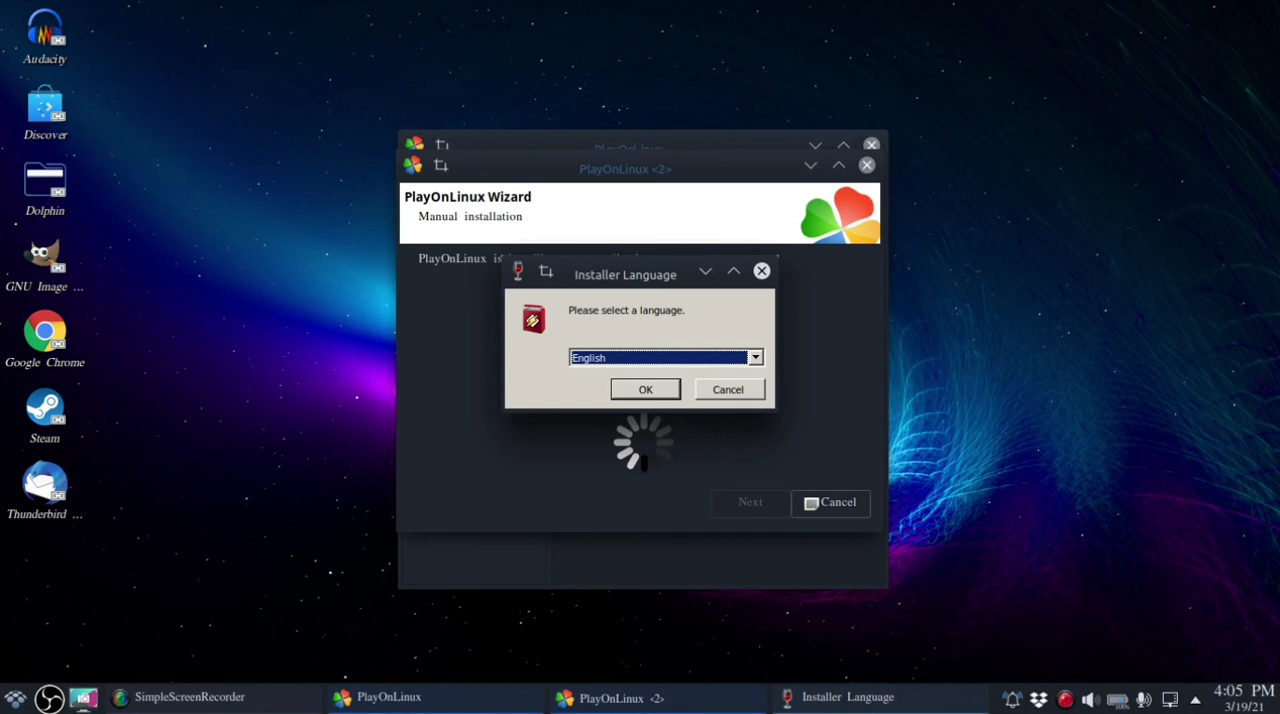 Audacity
Discover
Dolphin
GNU Image ...
Google Chrome
Steam
Thunderbird ...
PlayOnLinux
PlayOnLinux <2>
PlayOnLinux Wizard
Manual installation
PlayOnLinux is
Installer Language
Please select a language.
English
OK
Cancel
Next
Cancel
SimpleScreenRecorder
PlayOnLinux
PlayOnLinux <2>
Installer Language
4:05 PM
3/19/21